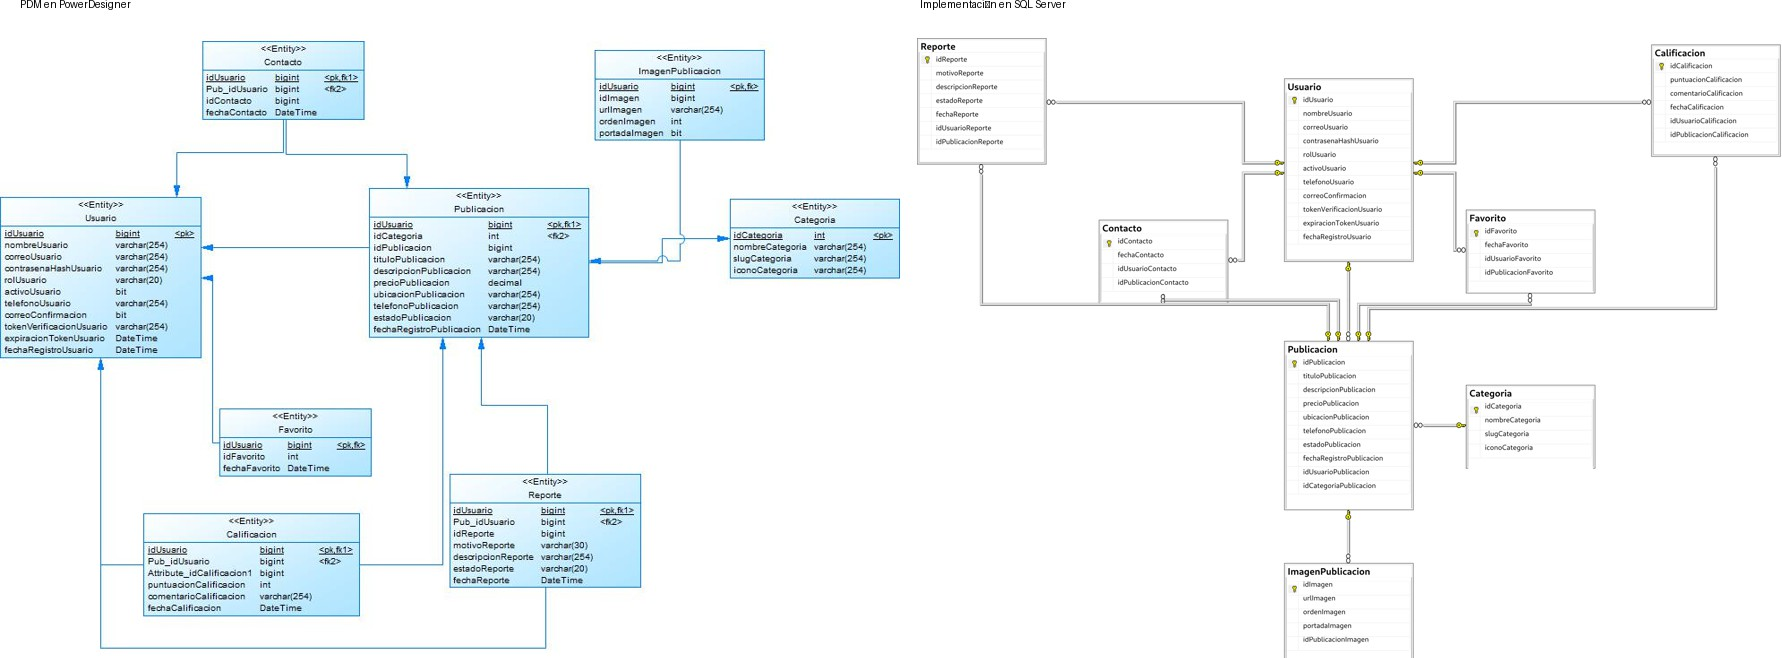 PDM en PowerDesigner
<<Entity>>
Contacto
idUsuario bigint <pk,fk1>
Pub_idUsuario bigint <fk2>
idContacto bigint
fechaContacto DateTime
<<Entity>>
ImagenPublicacion
idUsuario bigint <pk,fk>
idImagen bigint
urlImagen varchar(254)
ordenImagen int
portadaImagen bit
<<Entity>>
Usuario
idUsuario bigint <pk>
nombreUsuario varchar(254)
correoUsuario varchar(254)
contrasenaHashUsuario varchar(254)
rolUsuario varchar(20)
activoUsuario bit
telefonoUsuario varchar(254)
correoConfirmacion bit
tokenVerificacionUsuario varchar(254)
expiracionTokenUsuario DateTime
fechaRegistroUsuario DateTime
<<Entity>>
Publicacion
idUsuario bigint <pk,fk1>
idCategoria int <fk2>
idPublicacion bigint
tituloPublicacion varchar(254)
descripcionPublicacion varchar(254)
precioPublicacion decimal
ubicacionPublicacion varchar(254)
telefonoPublicacion varchar(254)
estadoPublicacion varchar(20)
fechaRegistroPublicacion DateTime
<<Entity>>
Categoria
idCategoria int <pk>
nombreCategoria varchar(254)
slugCategoria varchar(254)
iconoCategoria varchar(254)
<<Entity>>
Favorito
idUsuario bigint <pk,fk>
idFavorito int
fechaFavorito DateTime
<<Entity>>
Reporte
idUsuario bigint <pk,fk1>
Pub_idUsuario bigint <fk2>
idReporte bigint
motivoReporte varchar(30)
descripcionReporte varchar(254)
estadoReporte varchar(20)
fechaReporte DateTime
<<Entity>>
Calificacion
idUsuario bigint <pk,fk1>
Pub_idUsuario bigint <fk2>
Attribute_idCalificacion1 bigint
puntuacionCalificacion int
comentarioCalificacion varchar(254)
fechaCalificacion DateTime
Implementaci▯n en SQL Server
Reporte
idReporte
motivoReporte
descripcionReporte
estadoReporte
fechaReporte
idUsuarioReporte
idPublicacionReporte
Usuario
idUsuario
nombreUsuario
correoUsuario
contrasenaHashUsuario
rolUsuario
activoUsuario
telefonoUsuario
correoConfirmacion
tokenVerificacionUsuario
expiracionTokenUsuario
fechaRegistroUsuario
Calificacion
idCalificacion
puntuacionCalificacion
comentarioCalificacion
fechaCalificacion
idUsuarioCalificacion
idPublicacionCalificacion
Contacto
idContacto
fechaContacto
idUsuarioContacto
idPublicacionContacto
Favorito
idFavorito
fechaFavorito
idUsuarioFavorito
idPublicacionFavorito
Publicacion
idPublicacion
tituloPublicacion
descripcionPublicacion
precioPublicacion
ubicacionPublicacion
telefonoPublicacion
estadoPublicacion
fechaRegistroPublicacion
idUsuarioPublicacion
idCategoriaPublicacion
Categoria
idCategoria
nombreCategoria
slugCategoria
iconoCategoria
ImagenPublicacion
idImagen
urlImagen
ordenImagen
portadaImagen
idPublicacionImagen